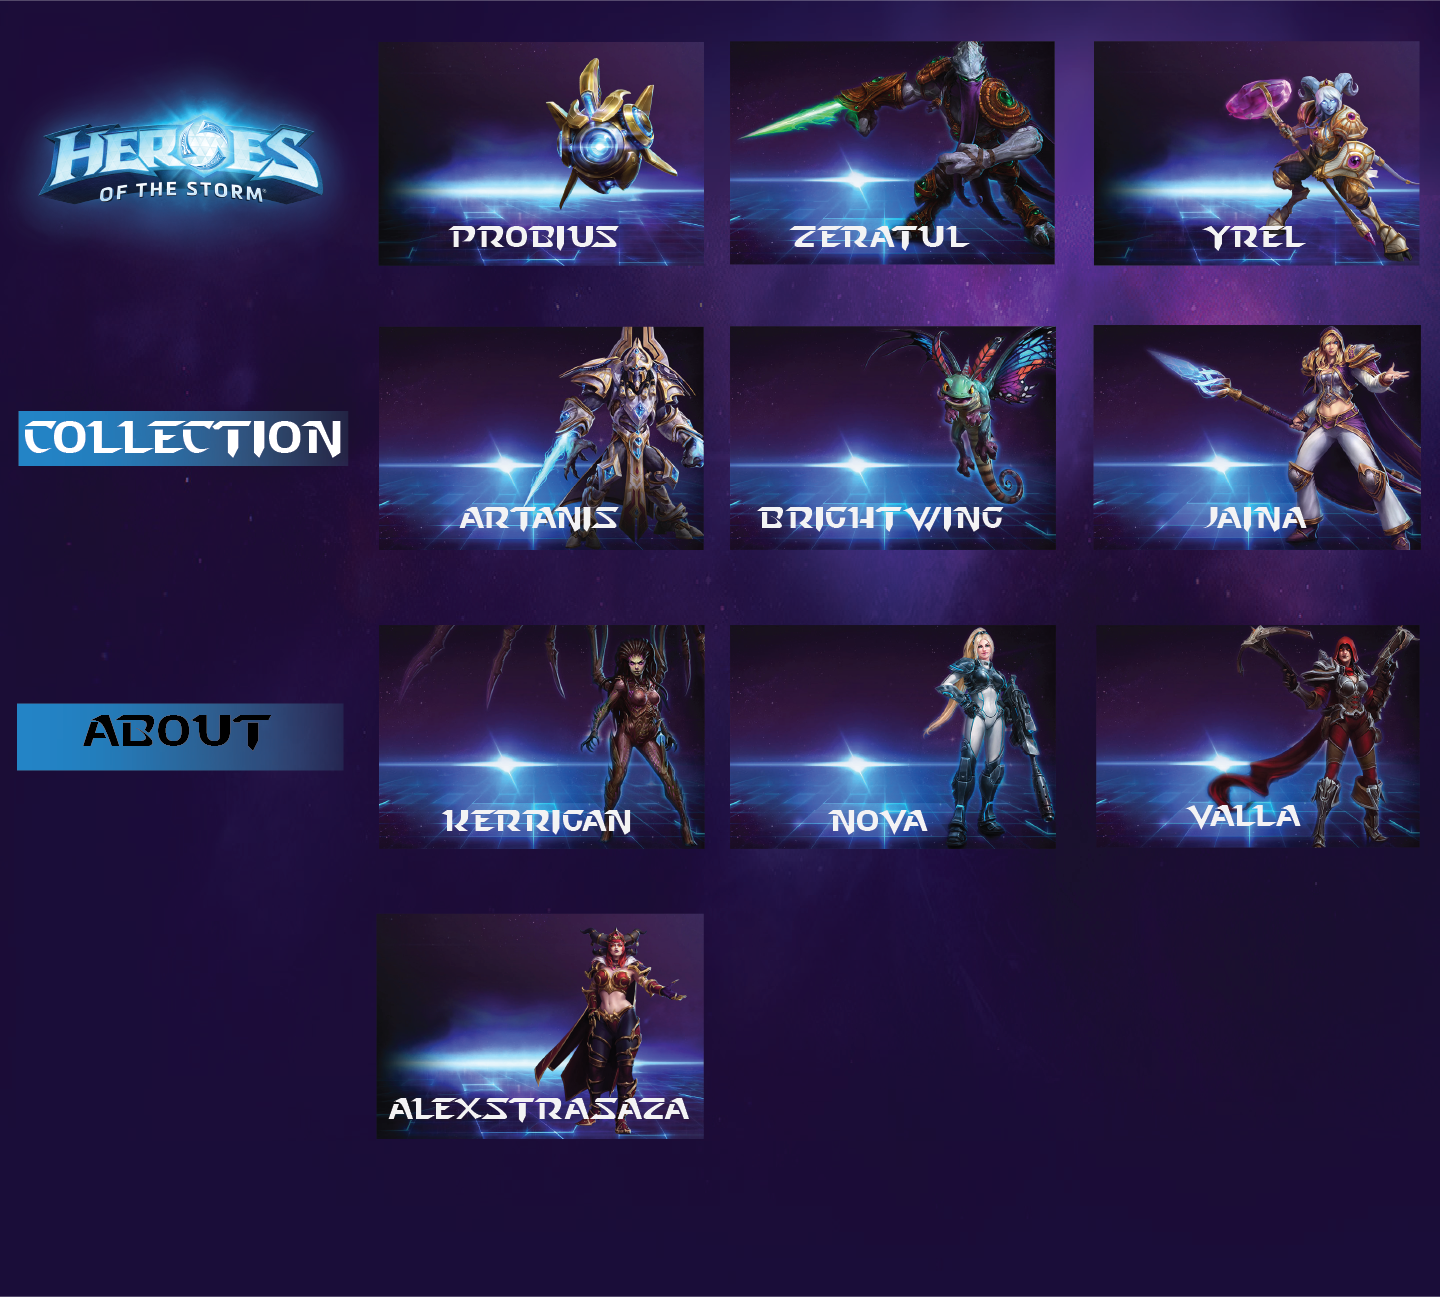 HEROES
OF THE STORM
PROBIUS
ZERATUL
YREL
COLLECTION
ARTANIS
BRIGHTWING
JAINA
ABOUT
KERRIGAN
NOVA
VALLA
ALEXSTRASAZA